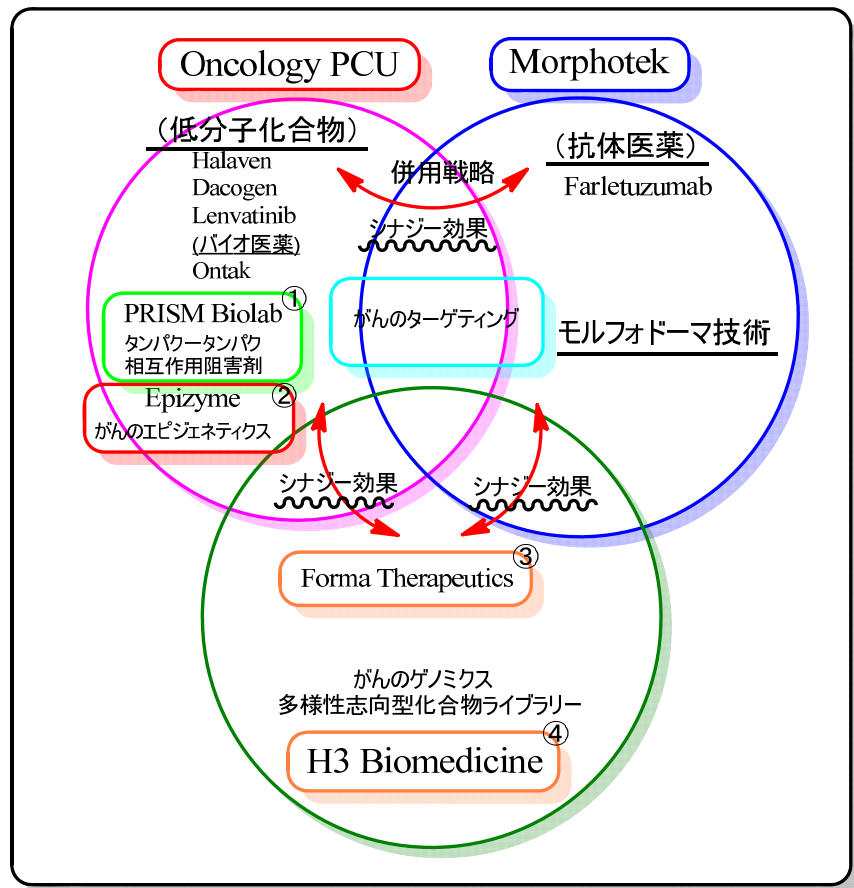 Oncology PCU
Morphotek
（低分子化合物）
Halaven
Dacogen
Lenvatinib
(バイオ医薬)
Ontak
併用戦略
シナジー効果
（抗体医薬）
Farletuzumab
①
PRISM Biolab
タンパクータンパク
相互作用阻害剤
がんのターゲティング
モルフォドーマ技術
②
Epizyme
がんのエピジェネティクス
シナジー効果
シナジー効果
③
Forma Therapeutics
がんのゲノミクス
多様性志向型化合物ライブラリー
④
H3 Biomedicine